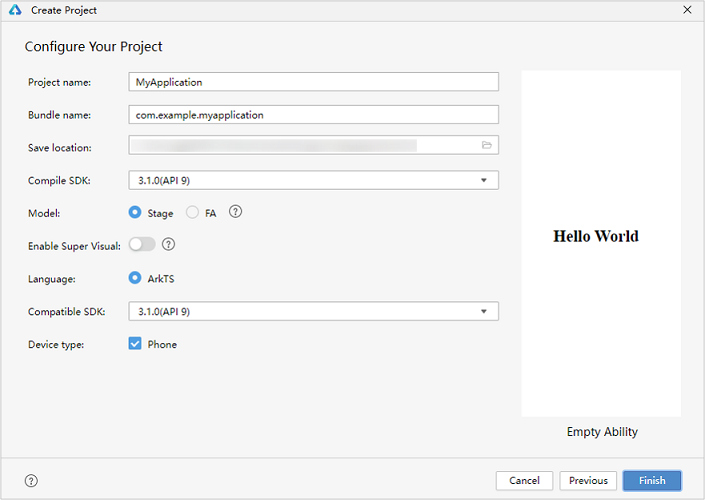 Create Project
Configure Your Project
Project name: MyApplication
Bundle name: com.example.myapplication
Save location:
Compile SDK: 3.1.0(API 9)
Model: Stage FA ?
Enable Super Visual: ?
Language: ArkTS
Compatible SDK: 3.1.0(API 9)
Device type: Phone
Hello World
Empty Ability
? Cancel Previous Finish